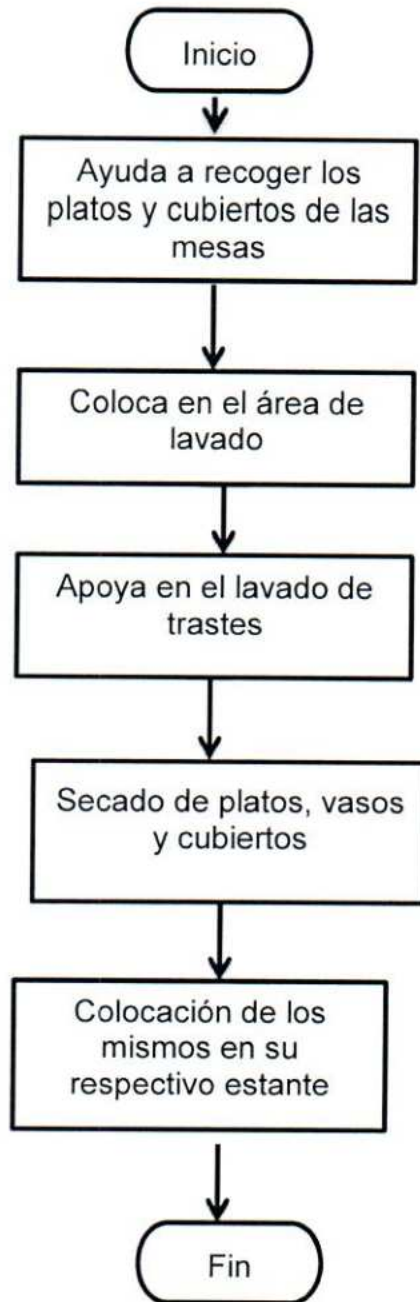 Inicio
Ayuda a recoger los
platos y cubiertos de las
mesas
Coloca en el área de
lavado
Apoya en el lavado de
trastes
Secado de platos, vasos
y cubiertos
Colocación de los
mismos en su
respectivo estante
Fin